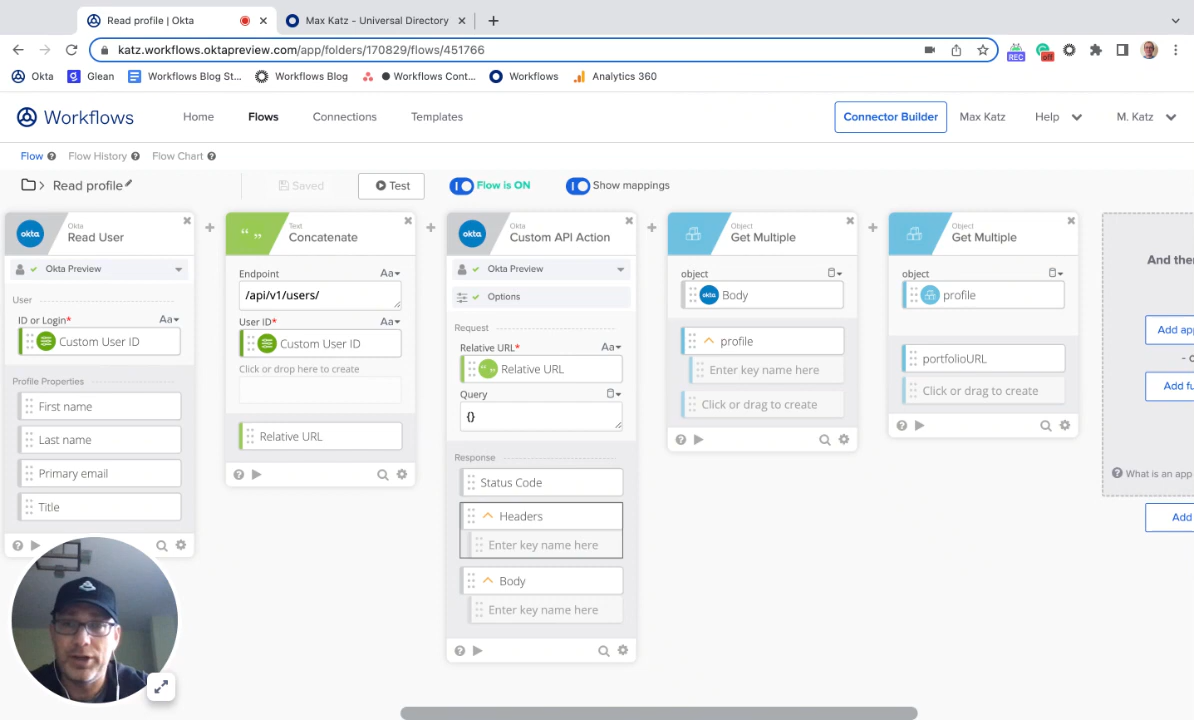 Read profile | Okta
Max Katz - Universal Directory
katz.workflows.oktapreview.com/app/folders/170829/flows/451766
REC
off
Okta
Glean
Workflows Blog St...
Workflows Blog
Workflows Cont...
Workflows
Analytics 360
Workflows
Home
Flows
Connections
Templates
Connector Builder
Max Katz
Help
M. Katz
Flow
Flow History
Flow Chart
Read profile
Saved
Test
Flow is ON
Show mappings
okta
Okta
Read User
Okta Preview
User
ID or Login*
Aa
Custom User ID
Profile Properties
First name
Last name
Primary email
Title
Text
Concatenate
Endpoint
Aa
/api/v1/users/
User ID*
Aa
Custom User ID
Click or drop here to create
Relative URL
okta
Okta
Custom API Action
Okta Preview
Options
Request
Relative URL*
Aa
Relative URL
Query
{}
Response
Status Code
Headers
Enter key name here
Body
Enter key name here
Object
Get Multiple
object
okta
Body
profile
Enter key name here
Click or drag to create
Object
Get Multiple
object
profile
portfolioURL
Click or drag to create
And then
Add app
Add fu
What is an app
Add